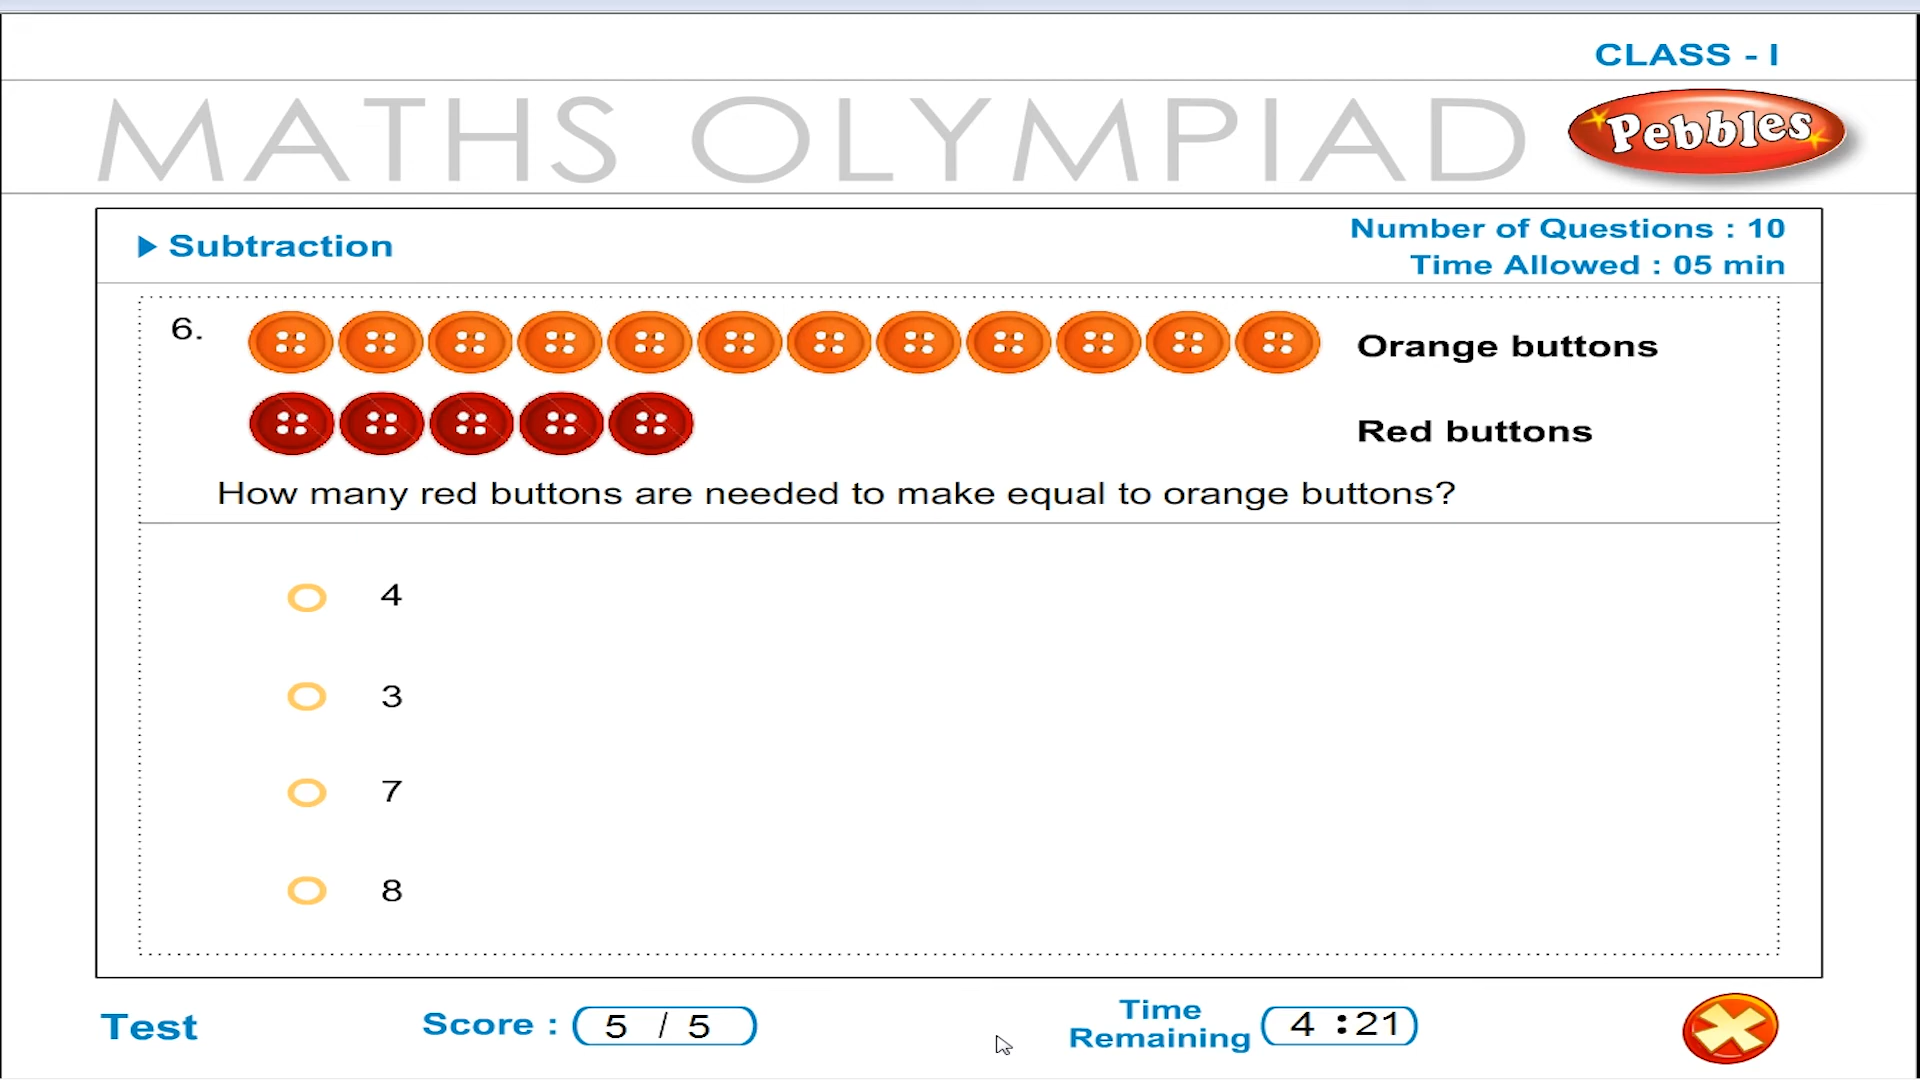 CLASS - I
MATHS OLYMPIAD
Pebbles
Subtraction
Number of Questions : 10
Time Allowed : 05 min
6.
Orange buttons
Red buttons
How many red buttons are needed to make equal to orange buttons?
4
3
7
8
Test
Score : 5 / 5
Time Remaining 4 :21